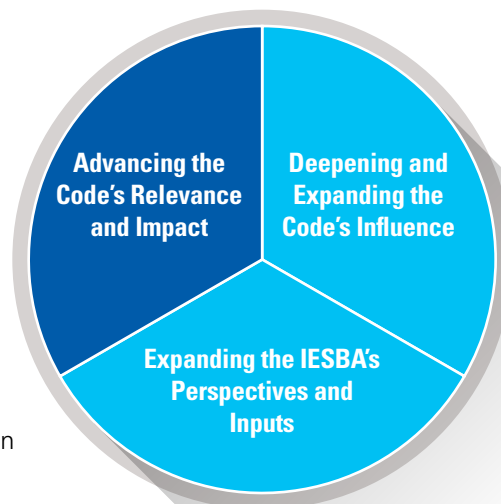 Advancing the
Code's Relevance
and Impact
Deepening and
Expanding the
Code's Influence
Expanding the IESBA's
Perspectives and
Inputs